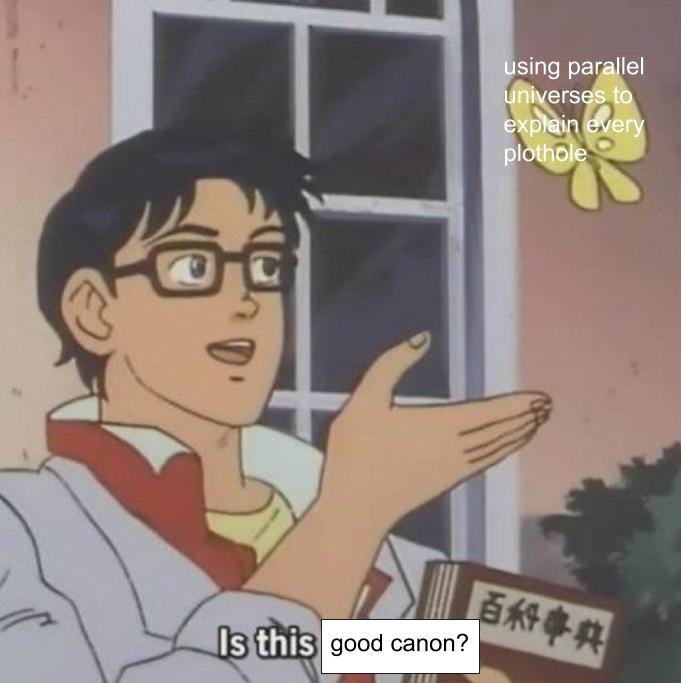 using parallel
universes to
explain every
plothole
Is this good canon?
百科事典